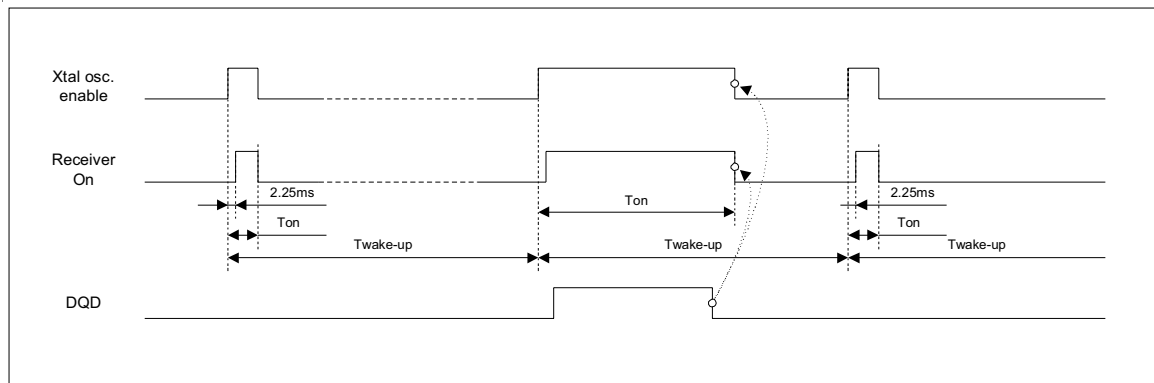 Xtal osc.
enable
Receiver
On
2.25ms
Ton
2.25ms
Ton
Ton
Twake-up
Twake-up
Twake-up
DQD